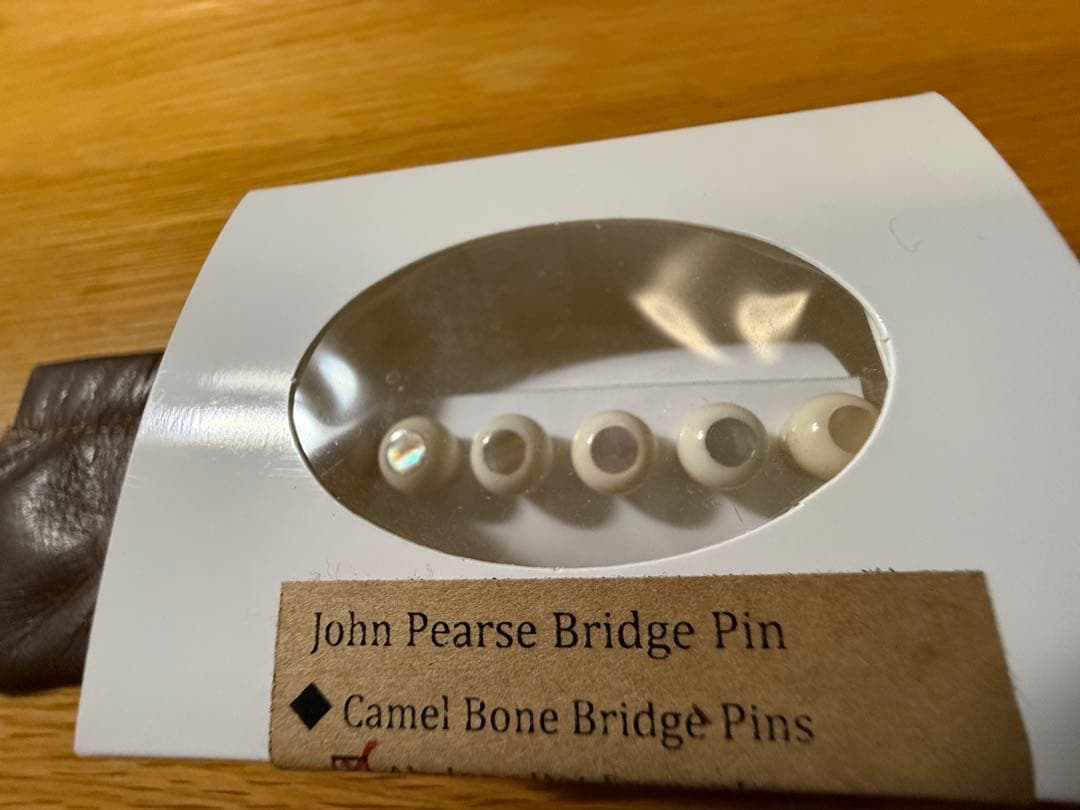 John Pearse Bridge Pin
◆ Camel Bone Bridge Pins